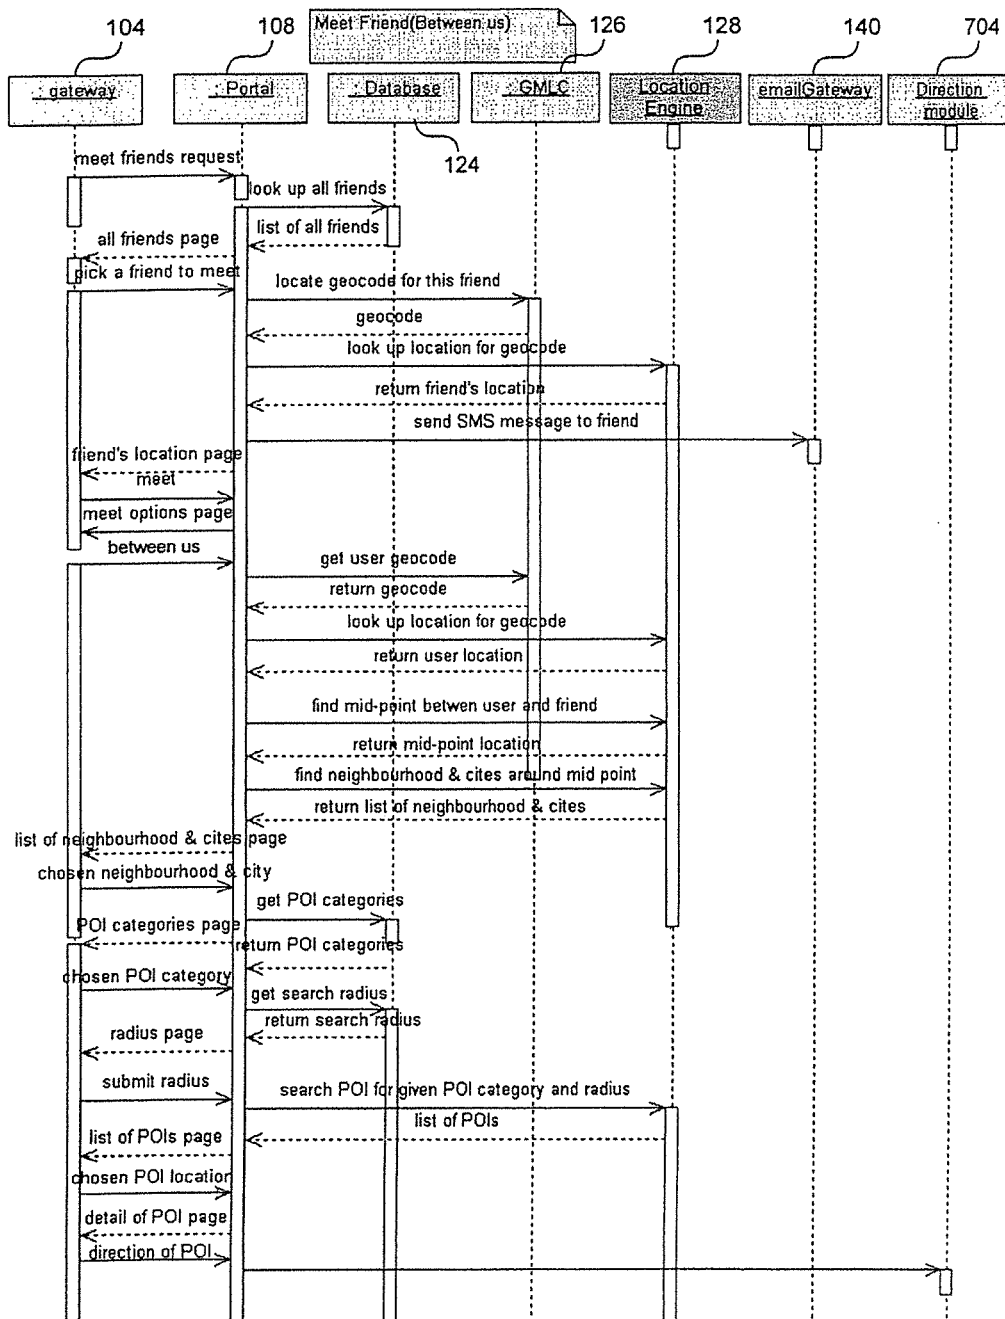 Meet Friend(Between us)
104
108
126
128
140
704
: gateway
: Portal
: Database
: GMLC
Location
Engine
emailGateway
Direction
module
124
meet friends request
look up all friends
list of all friends
all friends page
pick a friend to meet
locate geocode for this friend
geocode
look up location for geocode
return friend's location
send SMS message to friend
friend's location page
meet
meet options page
between us
get user geocode
return geocode
look up location for geocode
return user location
find mid-point betwen user and friend
return mid-point location
find neighbourhood & cites around mid point
return list of neighbourhood & cites
list of neighbourhood & cites page
chosen neighbourhood & city
get POI categories
POI categories page
return POI categories
chosen POI category
get search radius
return search radius
radius page
submit radius
search POI for given POI category and radius
list of POIs
list of POIs page
chosen POI location
detail of POI page
direction of POI